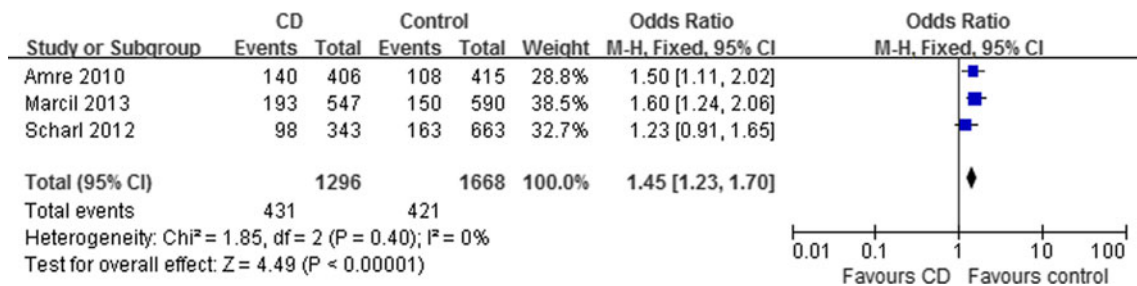 CD Control Odds Ratio Odds Ratio
Study or Subgroup Events Total Events Total Weight M-H, Fixed, 95% CI M-H, Fixed, 95% CI
Amre 2010 140 406 108 415 28.8% 1.50 [1.11, 2.02]
Marcil 2013 193 547 150 590 38.5% 1.60 [1.24, 2.06]
Scharl 2012 98 343 163 663 32.7% 1.23 [0.91, 1.65]
Total (95% CI) 1296 1668 100.0% 1.45 [1.23, 1.70]
Total events 431 421
Heterogeneity: Chi² = 1.85, df = 2 (P = 0.40); I² = 0%
Test for overall effect: Z = 4.49 (P < 0.00001)
0.01 0.1 1 10 100
Favours CD Favours control